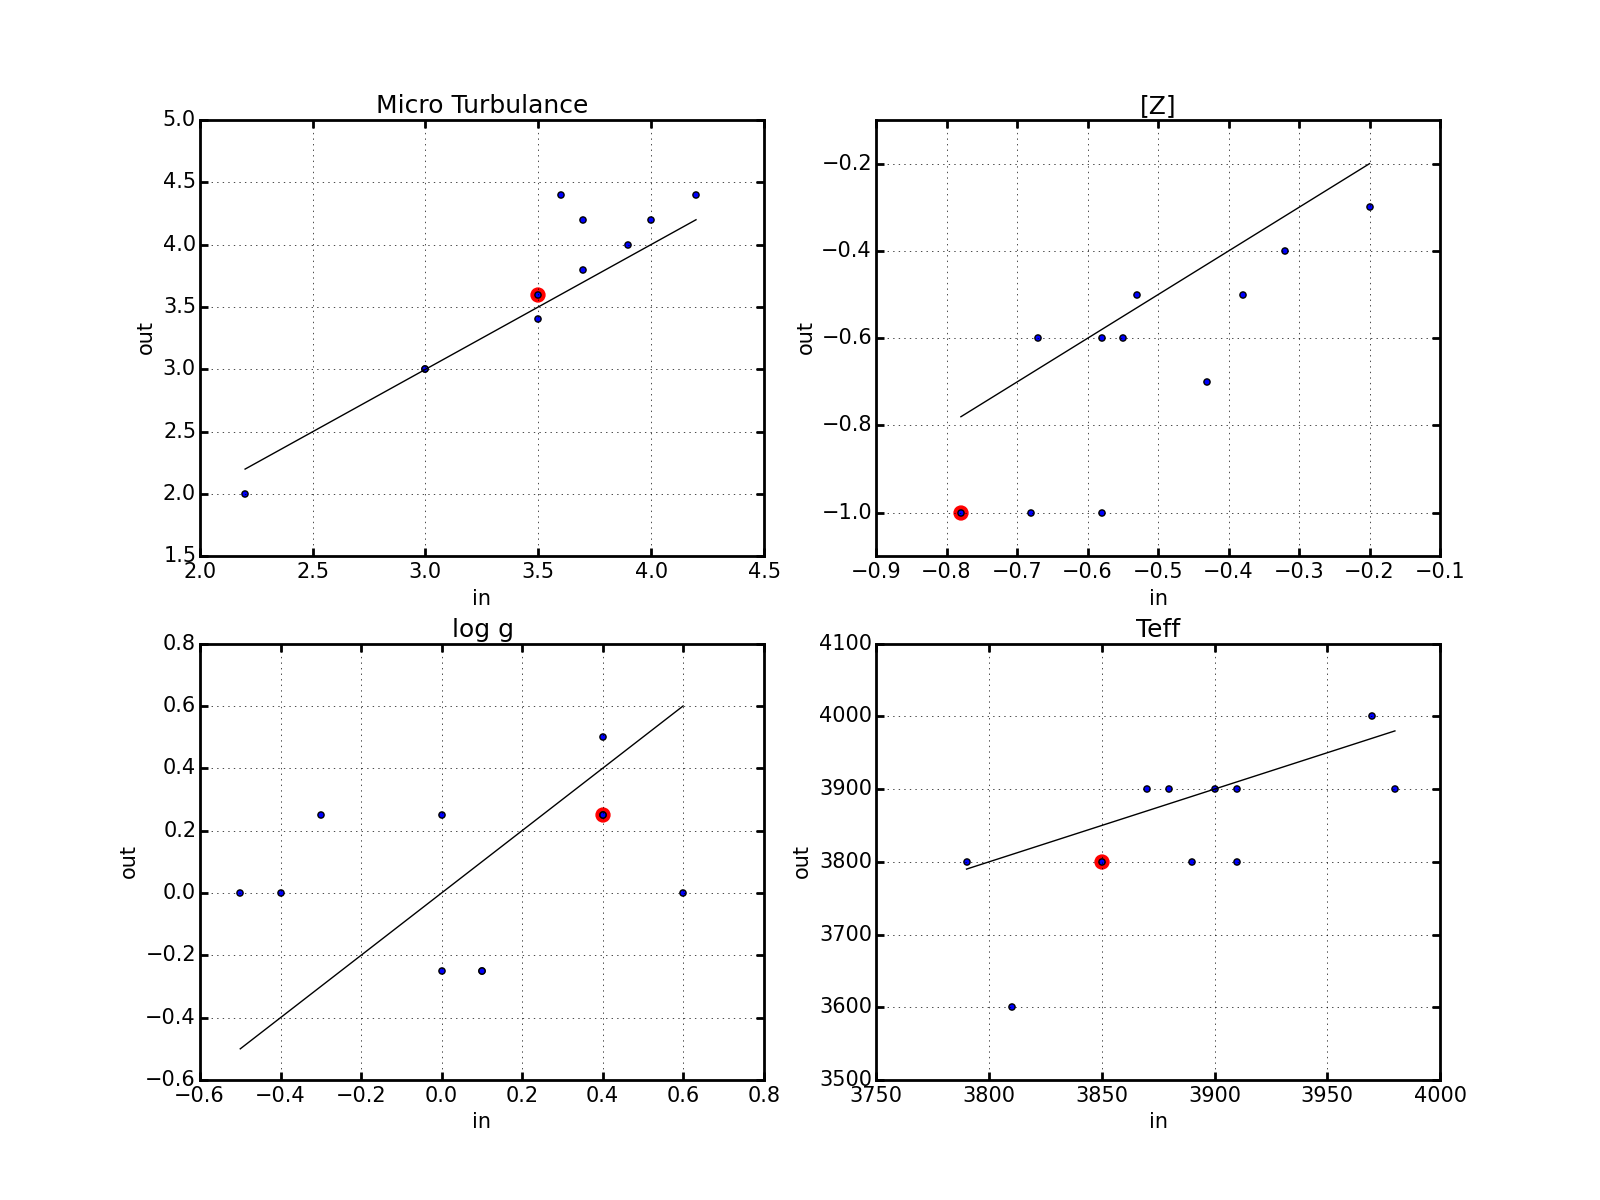 Micro Turbulance
5.0
4.5
4.0
3.5
3.0
2.5
2.0
1.5
out
2.0 2.5 3.0 3.5 4.0 4.5
in
[Z]
−0.2
−0.4
−0.6
−0.8
−1.0
out
−0.9 −0.8 −0.7 −0.6 −0.5 −0.4 −0.3 −0.2 −0.1
in
log g
0.8
0.6
0.4
0.2
0.0
−0.2
−0.4
−0.6
out
−0.6 −0.4 −0.2 0.0 0.2 0.4 0.6 0.8
in
Teff
4100
4000
3900
3800
3700
3600
3500
out
3750 3800 3850 3900 3950 4000
in